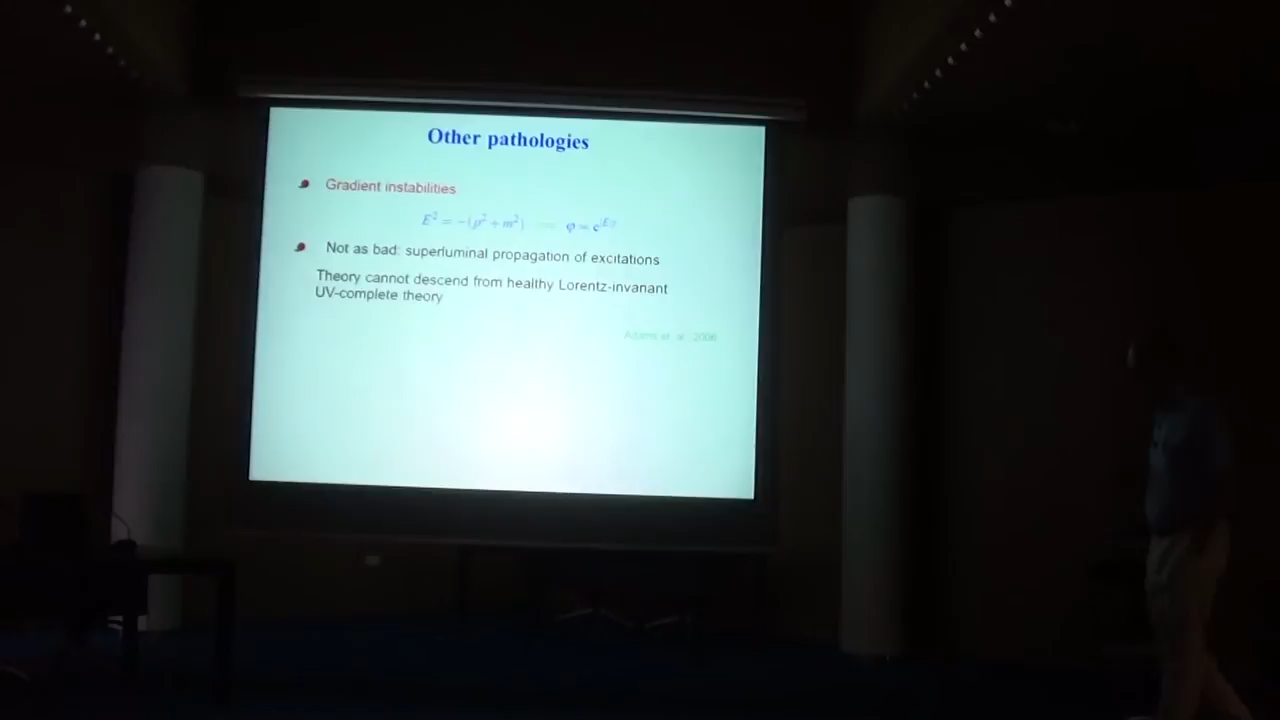 Other pathologies
Gradient instabilities
E² = −(p² + m²) ⟹ φ = e^{|E|t}
Not as bad: superluminal propagation of excitations
Theory cannot descend from healthy Lorentz-invariant
UV-complete theory
Adams et. al. 2006